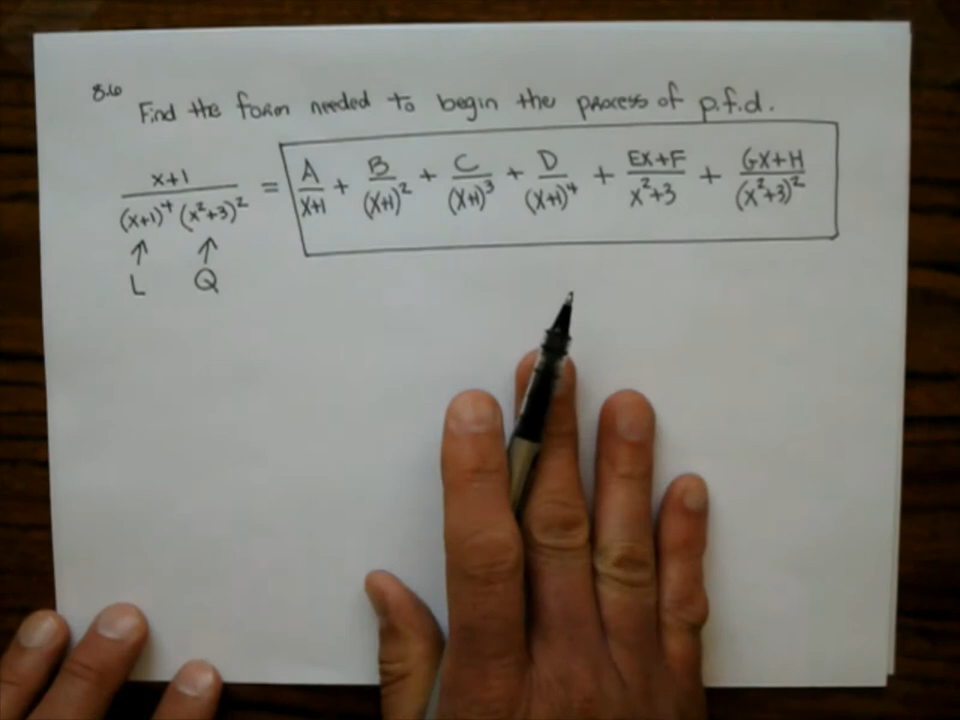 8.6
Find the form needed to begin the process of p.f.d.
x+1 / (x+1)^4 (x^2+3)^2 = A/x+1 + B/(x+1)^2 + C/(x+1)^3 + D/(x+1)^4 + Ex+F/x^2+3 + Gx+H/(x^2+3)^2
↑ ↑
L Q